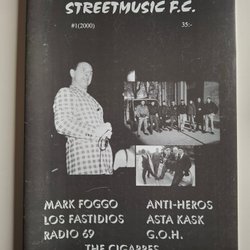 STREETMUSIC F.C.
#1(2000)
35:-
MARK FOGGO
ANTI-HEROS
LOS FASTIDIOS
ASTA KASK
RADIO 69
G.O.H.
THE CIGARRES